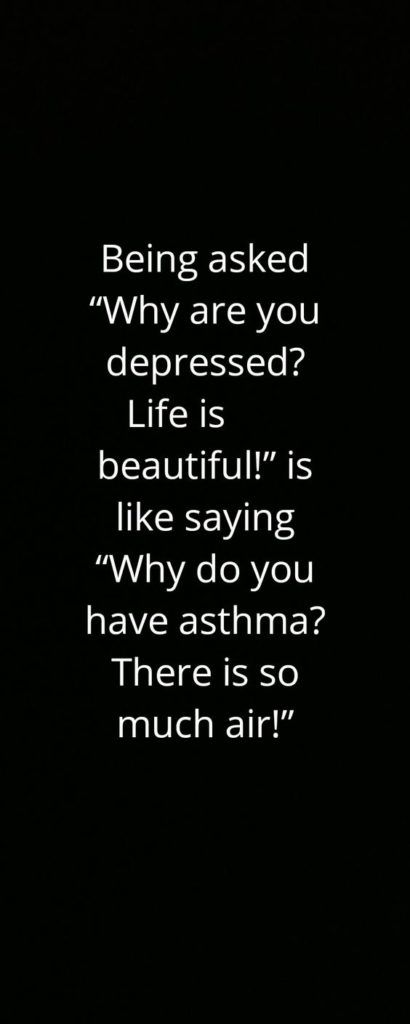 Being asked
“Why are you
depressed?
Life is
beautiful!” is
like saying
“Why do you
have asthma?
There is so
much air!”